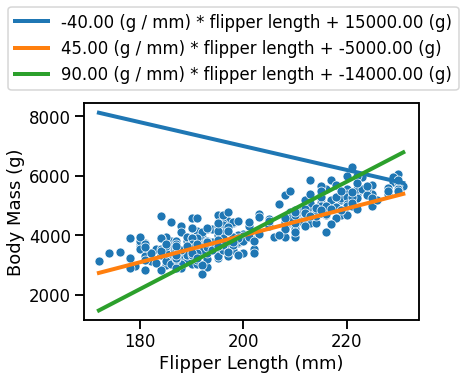 -40.00 (g / mm) * flipper length + 15000.00 (g)
45.00 (g / mm) * flipper length + -5000.00 (g)
90.00 (g / mm) * flipper length + -14000.00 (g)
8000
6000
4000
2000
Body Mass (g)
180
200
220
Flipper Length (mm)